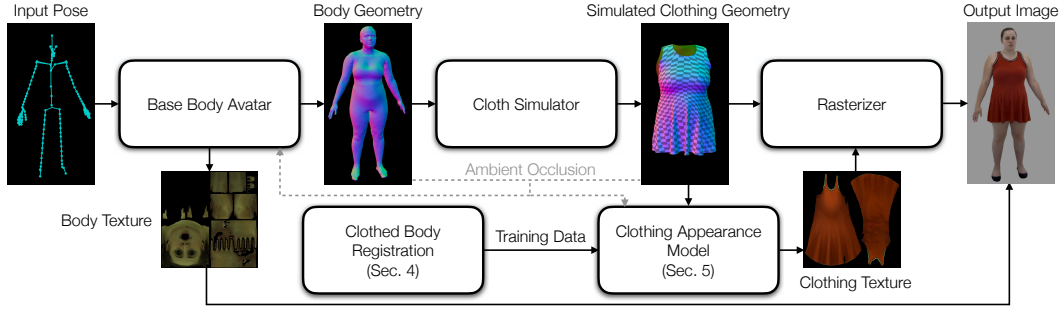 Input Pose
Body Geometry
Simulated Clothing Geometry
Output Image
Base Body Avatar
Cloth Simulator
Rasterizer
Ambient Occlusion
Body Texture
Clothed Body
Registration
(Sec. 4)
Training Data
Clothing Appearance
Model
(Sec. 5)
Clothing Texture